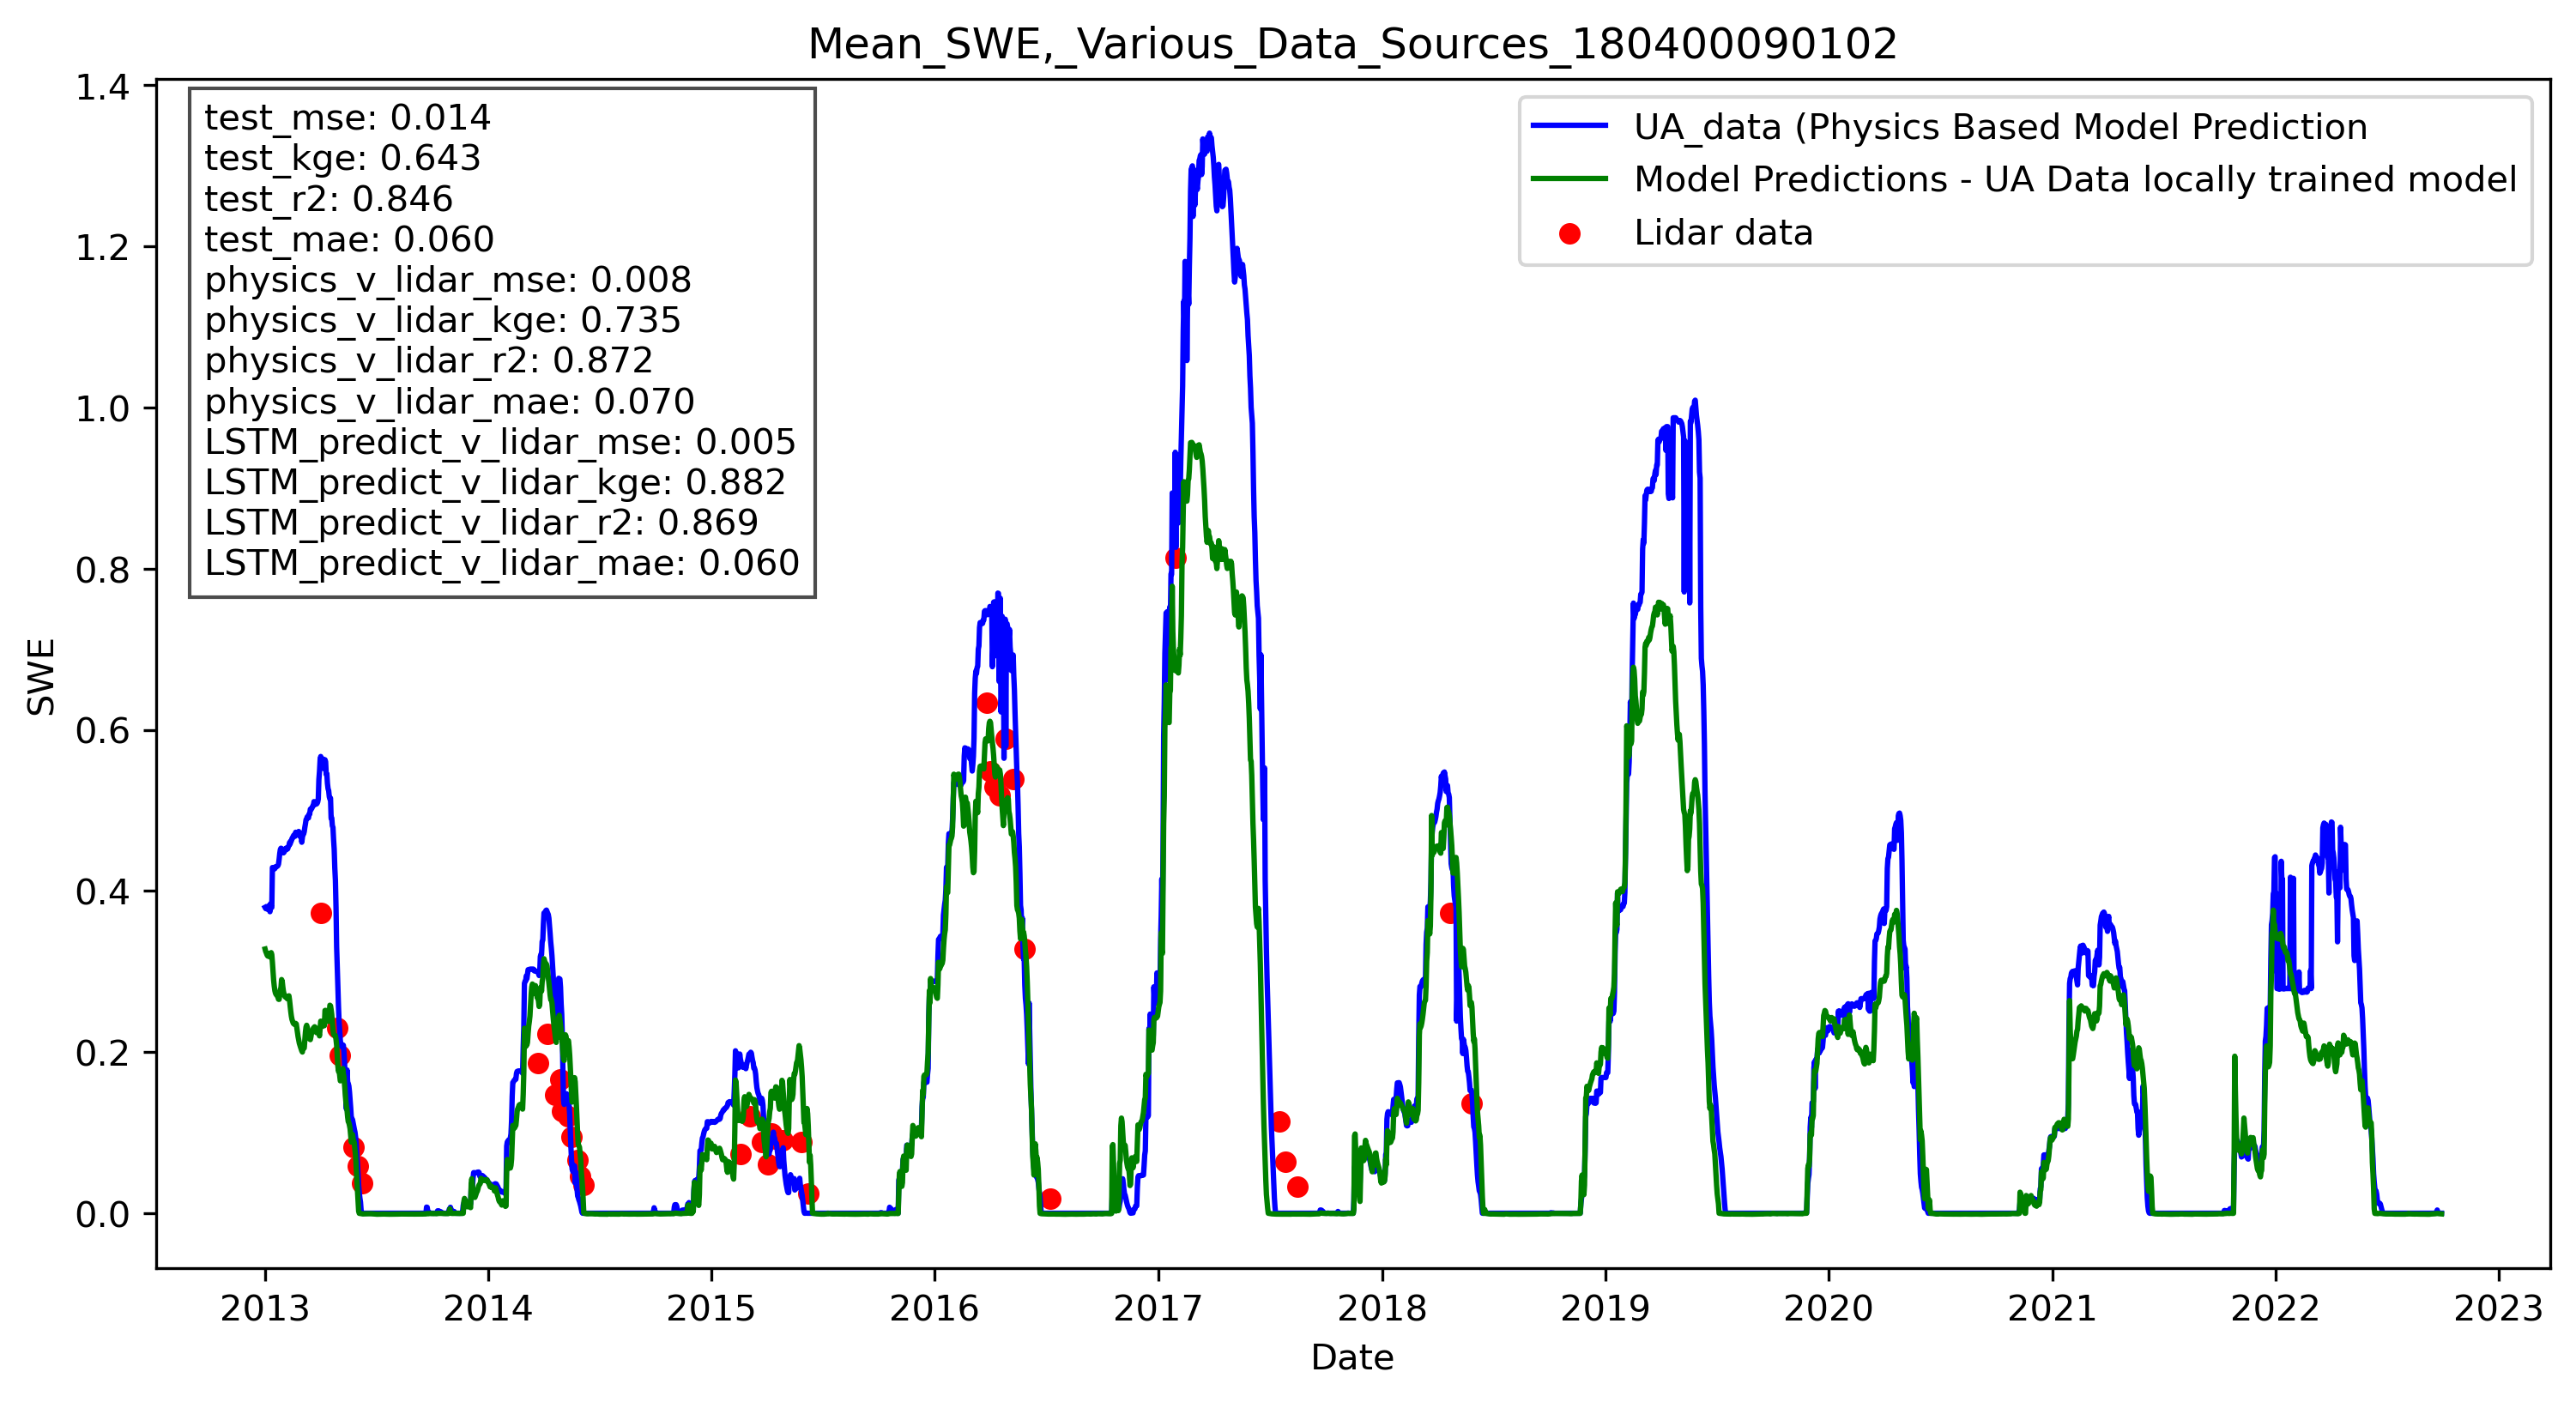 Mean_SWE,_Various_Data_Sources_180400090102
test_mse: 0.014
test_kge: 0.643
test_r2: 0.846
test_mae: 0.060
physics_v_lidar_mse: 0.008
physics_v_lidar_kge: 0.735
physics_v_lidar_r2: 0.872
physics_v_lidar_mae: 0.070
LSTM_predict_v_lidar_mse: 0.005
LSTM_predict_v_lidar_kge: 0.882
LSTM_predict_v_lidar_r2: 0.869
LSTM_predict_v_lidar_mae: 0.060
UA_data (Physics Based Model Prediction
Model Predictions - UA Data locally trained model
Lidar data
SWE
1.4
1.2
1.0
0.8
0.6
0.4
0.2
0.0
2013 2014 2015 2016 2017 2018 2019 2020 2021 2022 2023
Date